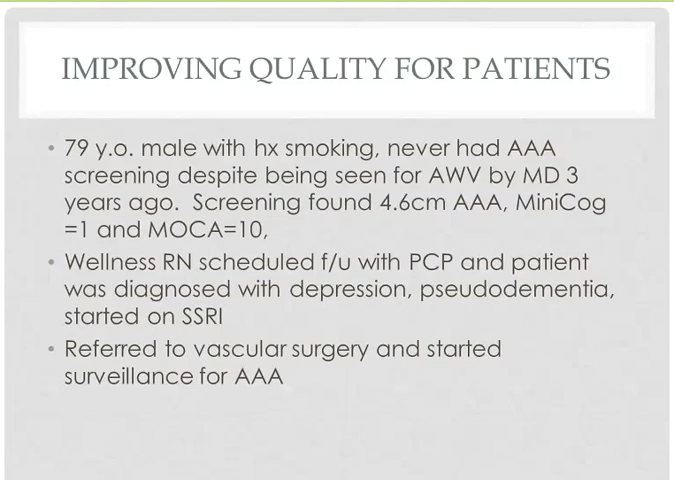 IMPROVING QUALITY FOR PATIENTS
• 79 y.o. male with hx smoking, never had AAA
screening despite being seen for AWV by MD 3
years ago.  Screening found 4.6cm AAA, MiniCog
=1 and MOCA=10,
• Wellness RN scheduled f/u with PCP and patient
was diagnosed with depression, pseudodementia,
started on SSRI
• Referred to vascular surgery and started
surveillance for AAA